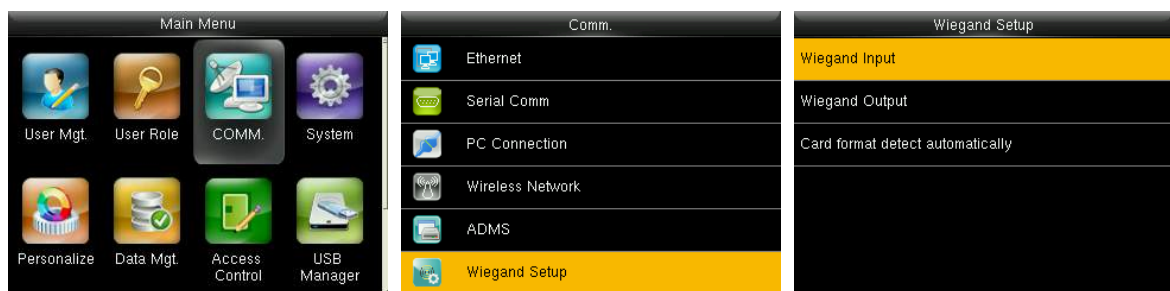 Main Menu
User Mgt.
User Role
COMM.
System
Personalize
Data Mgt.
Access
Control
USB
Manager
Comm.
Ethernet
Serial Comm
PC Connection
Wireless Network
ADMS
Wiegand Setup
Wiegand Setup
Wiegand Input
Wiegand Output
Card format detect automatically